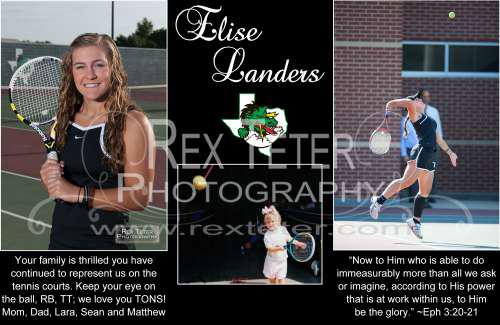 Elise
Landers
REX TETER
PHOTOGRAPHY
www.rexteter.com
REX TETER
PHOTOGRAPHY
Your family is thrilled you have
continued to represent us on the
tennis courts. Keep your eye on
the ball, RB, TT; we love you TONS!
Mom, Dad, Lara, Sean and Matthew
"Now to Him who is able to do
immeasurably more than all we ask
or imagine, according to His power
that is at work within us, to Him
be the glory." ~Eph 3:20-21